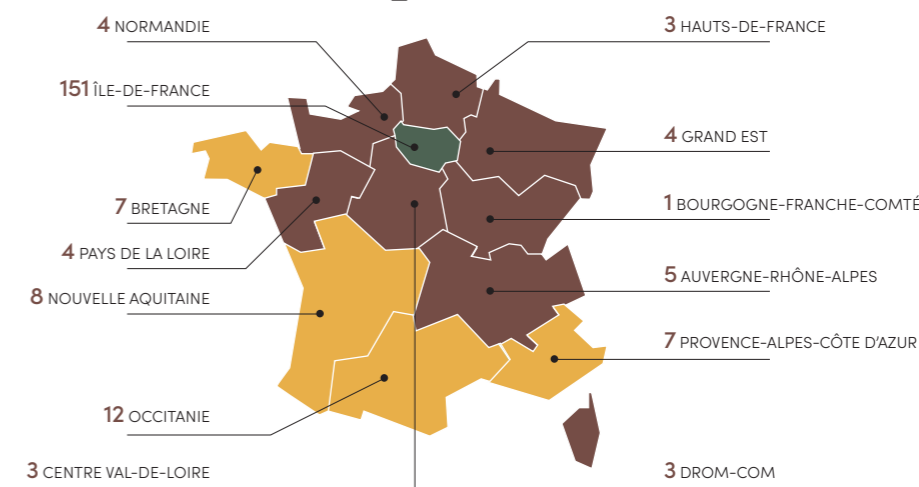 4 NORMANDIE
3 HAUTS-DE-FRANCE
151 ÎLE-DE-FRANCE
4 GRAND EST
7 BRETAGNE
1 BOURGOGNE-FRANCHE-COMTÉ
4 PAYS DE LA LOIRE
5 AUVERGNE-RHÔNE-ALPES
8 NOUVELLE AQUITAINE
7 PROVENCE-ALPES-CÔTE D'AZUR
12 OCCITANIE
3 CENTRE VAL-DE-LOIRE
3 DROM-COM